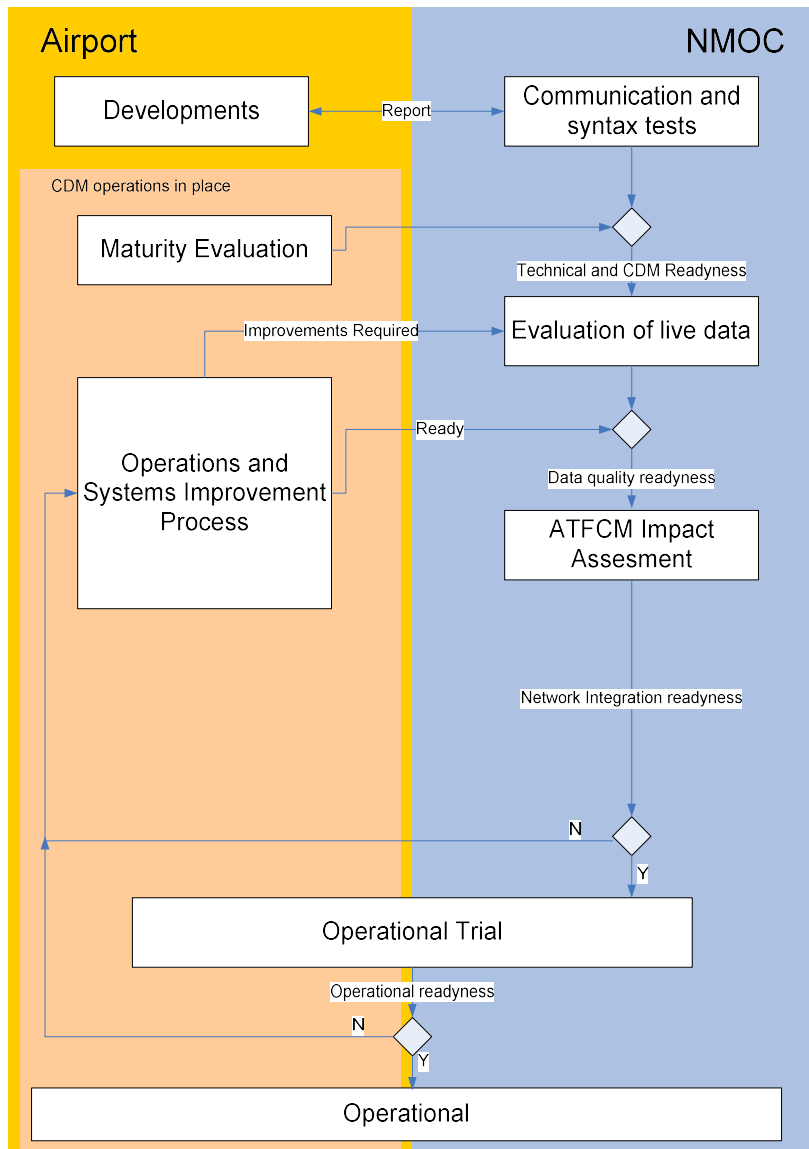 Airport
NMOC
Developments
Report
Communication and
syntax tests
CDM operations in place
Maturity Evaluation
Technical and CDM Readyness
Improvements Required
Evaluation of live data
Operations and
Systems Improvement
Process
Ready
Data quality readyness
ATFCM Impact
Assesment
Network Integration readyness
N
Y
Operational Trial
Operational readyness
N
Y
Operational